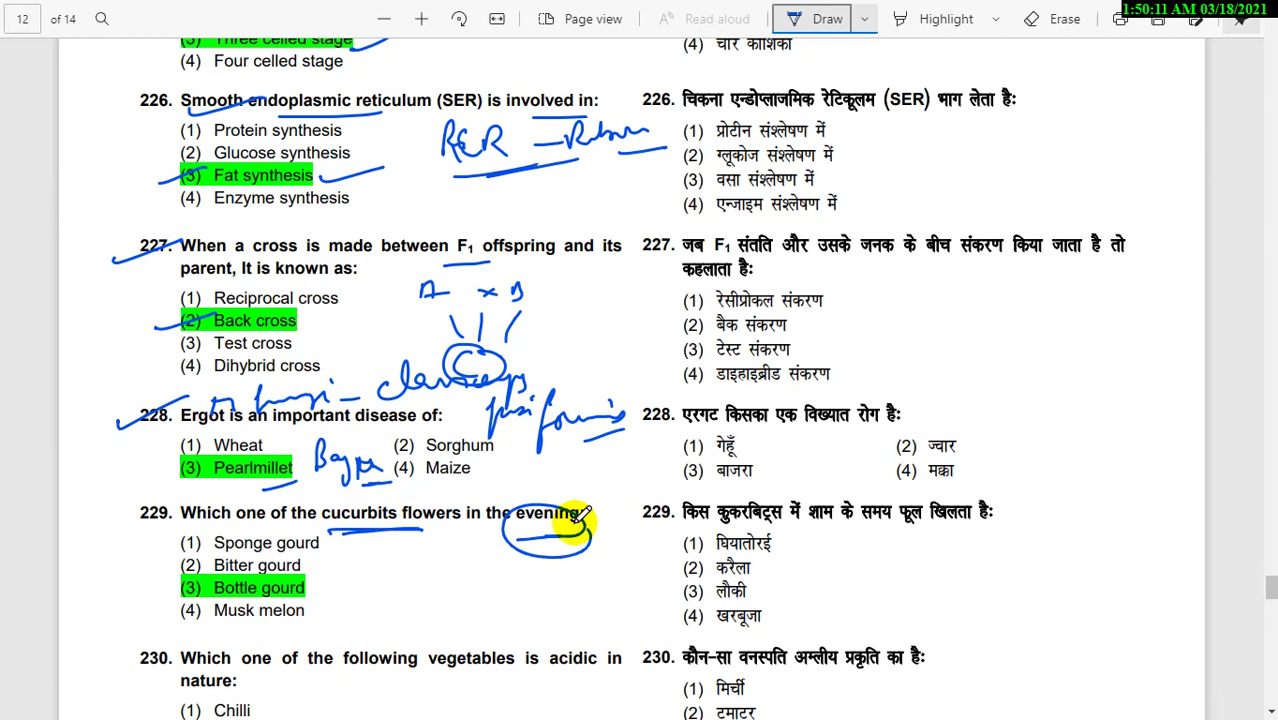 1:50:11 AM 03/18/2021
12 of 14
Page view
Read aloud
Draw
Highlight
Erase
(3) Three celled stage
(4) Four celled stage
(4) चार कोशिका
226. Smooth endoplasmic reticulum (SER) is involved in:
(1) Protein synthesis
(2) Glucose synthesis
(3) Fat synthesis
(4) Enzyme synthesis
RER
226. चिकना एन्डोप्लाजमिक रेटिकूलम (SER) भाग लेता है:
(1) प्रोटीन संश्लेषण में
(2) ग्लूकोज संश्लेषण में
(3) वसा संश्लेषण में
(4) एन्जाइम संश्लेषण में
227. When a cross is made between F₁ offspring and its
parent, It is known as:
(1) Reciprocal cross
(2) Back cross
(3) Test cross
(4) Dihybrid cross
A × B
C
227. जब F₁ संतति और उसके जनक के बीच संकरण किया जाता है तो
कहलाता है:
(1) रेसीप्रोकल संकरण
(2) बैक संकरण
(3) टेस्ट संकरण
(4) डाइहाइब्रीड संकरण
228. Ergot is an important disease of:
(1) Wheat (2) Sorghum
(3) Pearlmillet (4) Maize
228. एरगट किसका एक विख्यात रोग है:
(1) गेहूँ (2) ज्वार
(3) बाजरा (4) मक्का
229. Which one of the cucurbits flowers in the evening
(1) Sponge gourd
(2) Bitter gourd
(3) Bottle gourd
(4) Musk melon
229. किस कुकरबिट्स में शाम के समय फूल खिलता है:
(1) घियातोरई
(2) करैला
(3) लौकी
(4) खरबूजा
230. Which one of the following vegetables is acidic in
nature:
(1) Chilli
230. कौन-सा वनस्पति अम्लीय प्रकृति का है:
(1) मिर्ची
(2) टमाटर